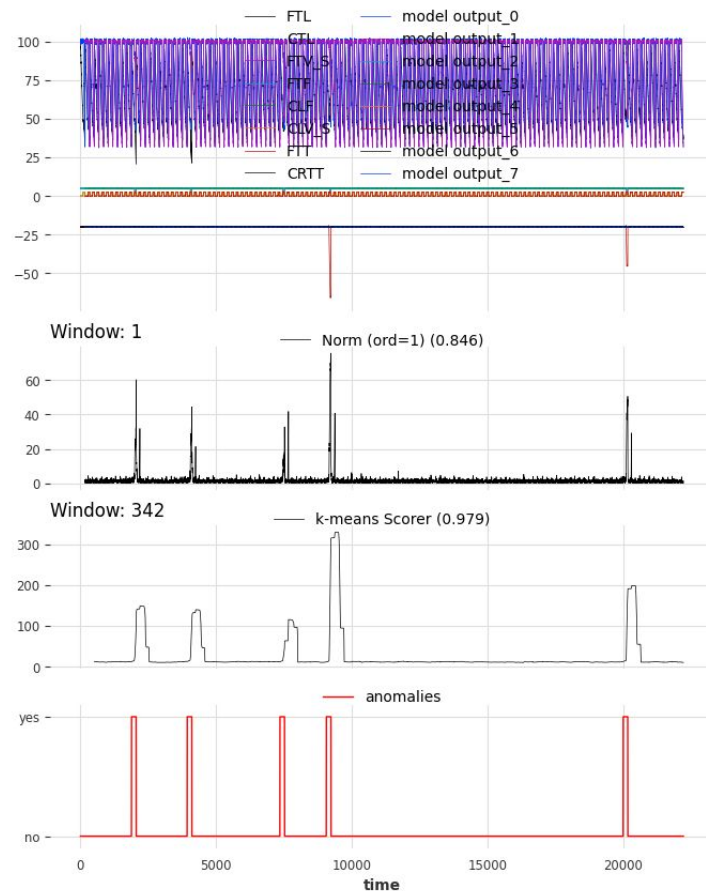 FTL model output_0
CTL model output_1
FTV_S model output_2
FTF model output_3
CLF model output_4
CLV_S model output_5
FTT model output_6
CRTT model output_7
100
75
50
25
0
−25
−50
Window: 1
Norm (ord=1) (0.846)
60
40
20
0
Window: 342
k-means Scorer (0.979)
300
200
100
0
anomalies
yes
no
0 5000 10000 15000 20000
time